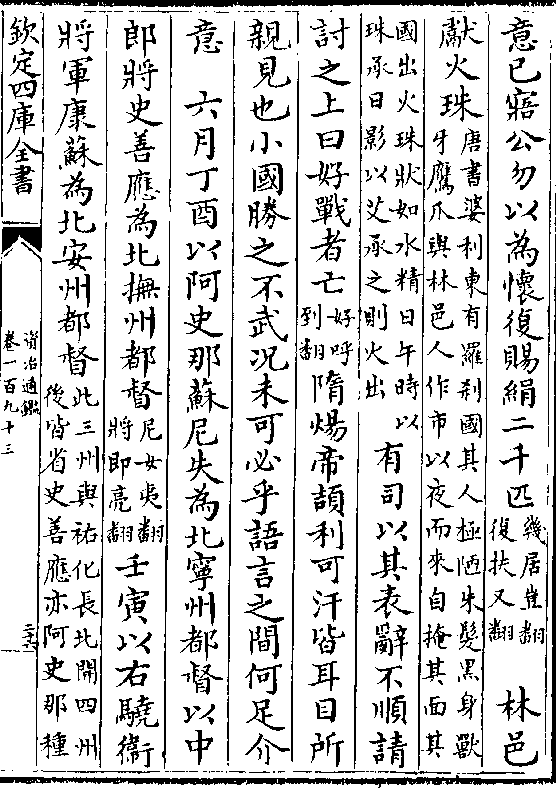 意已寤公勿以為懷復賜絹二千匹幾居豈翻復扶又翻 林邑
獻火珠唐書婆利東有羅剎國其人極陋朱髮黑身獸牙鷹爪與林邑人作市以夜而來自掩其面其
國出火珠狀如水精日午時以珠承日影以艾承之則火出有司以其表辭不順請
討之上曰好戰者亡好呼到翻隋煬帝頡利可汗皆耳目所
親見也小國勝之不武況未可必乎語言之間何足介
意 六月丁酉以阿史那蘇尼失為北寧州都督以中
郎將史善應為北撫州都督尼女夷翻將即亮翻壬寅以右驍衛
將軍康蘇為北安州都督此三州與祐化長北開四州後皆省史善應亦阿史那種
欽定四庫全書
資治通鑑
卷一百九十三